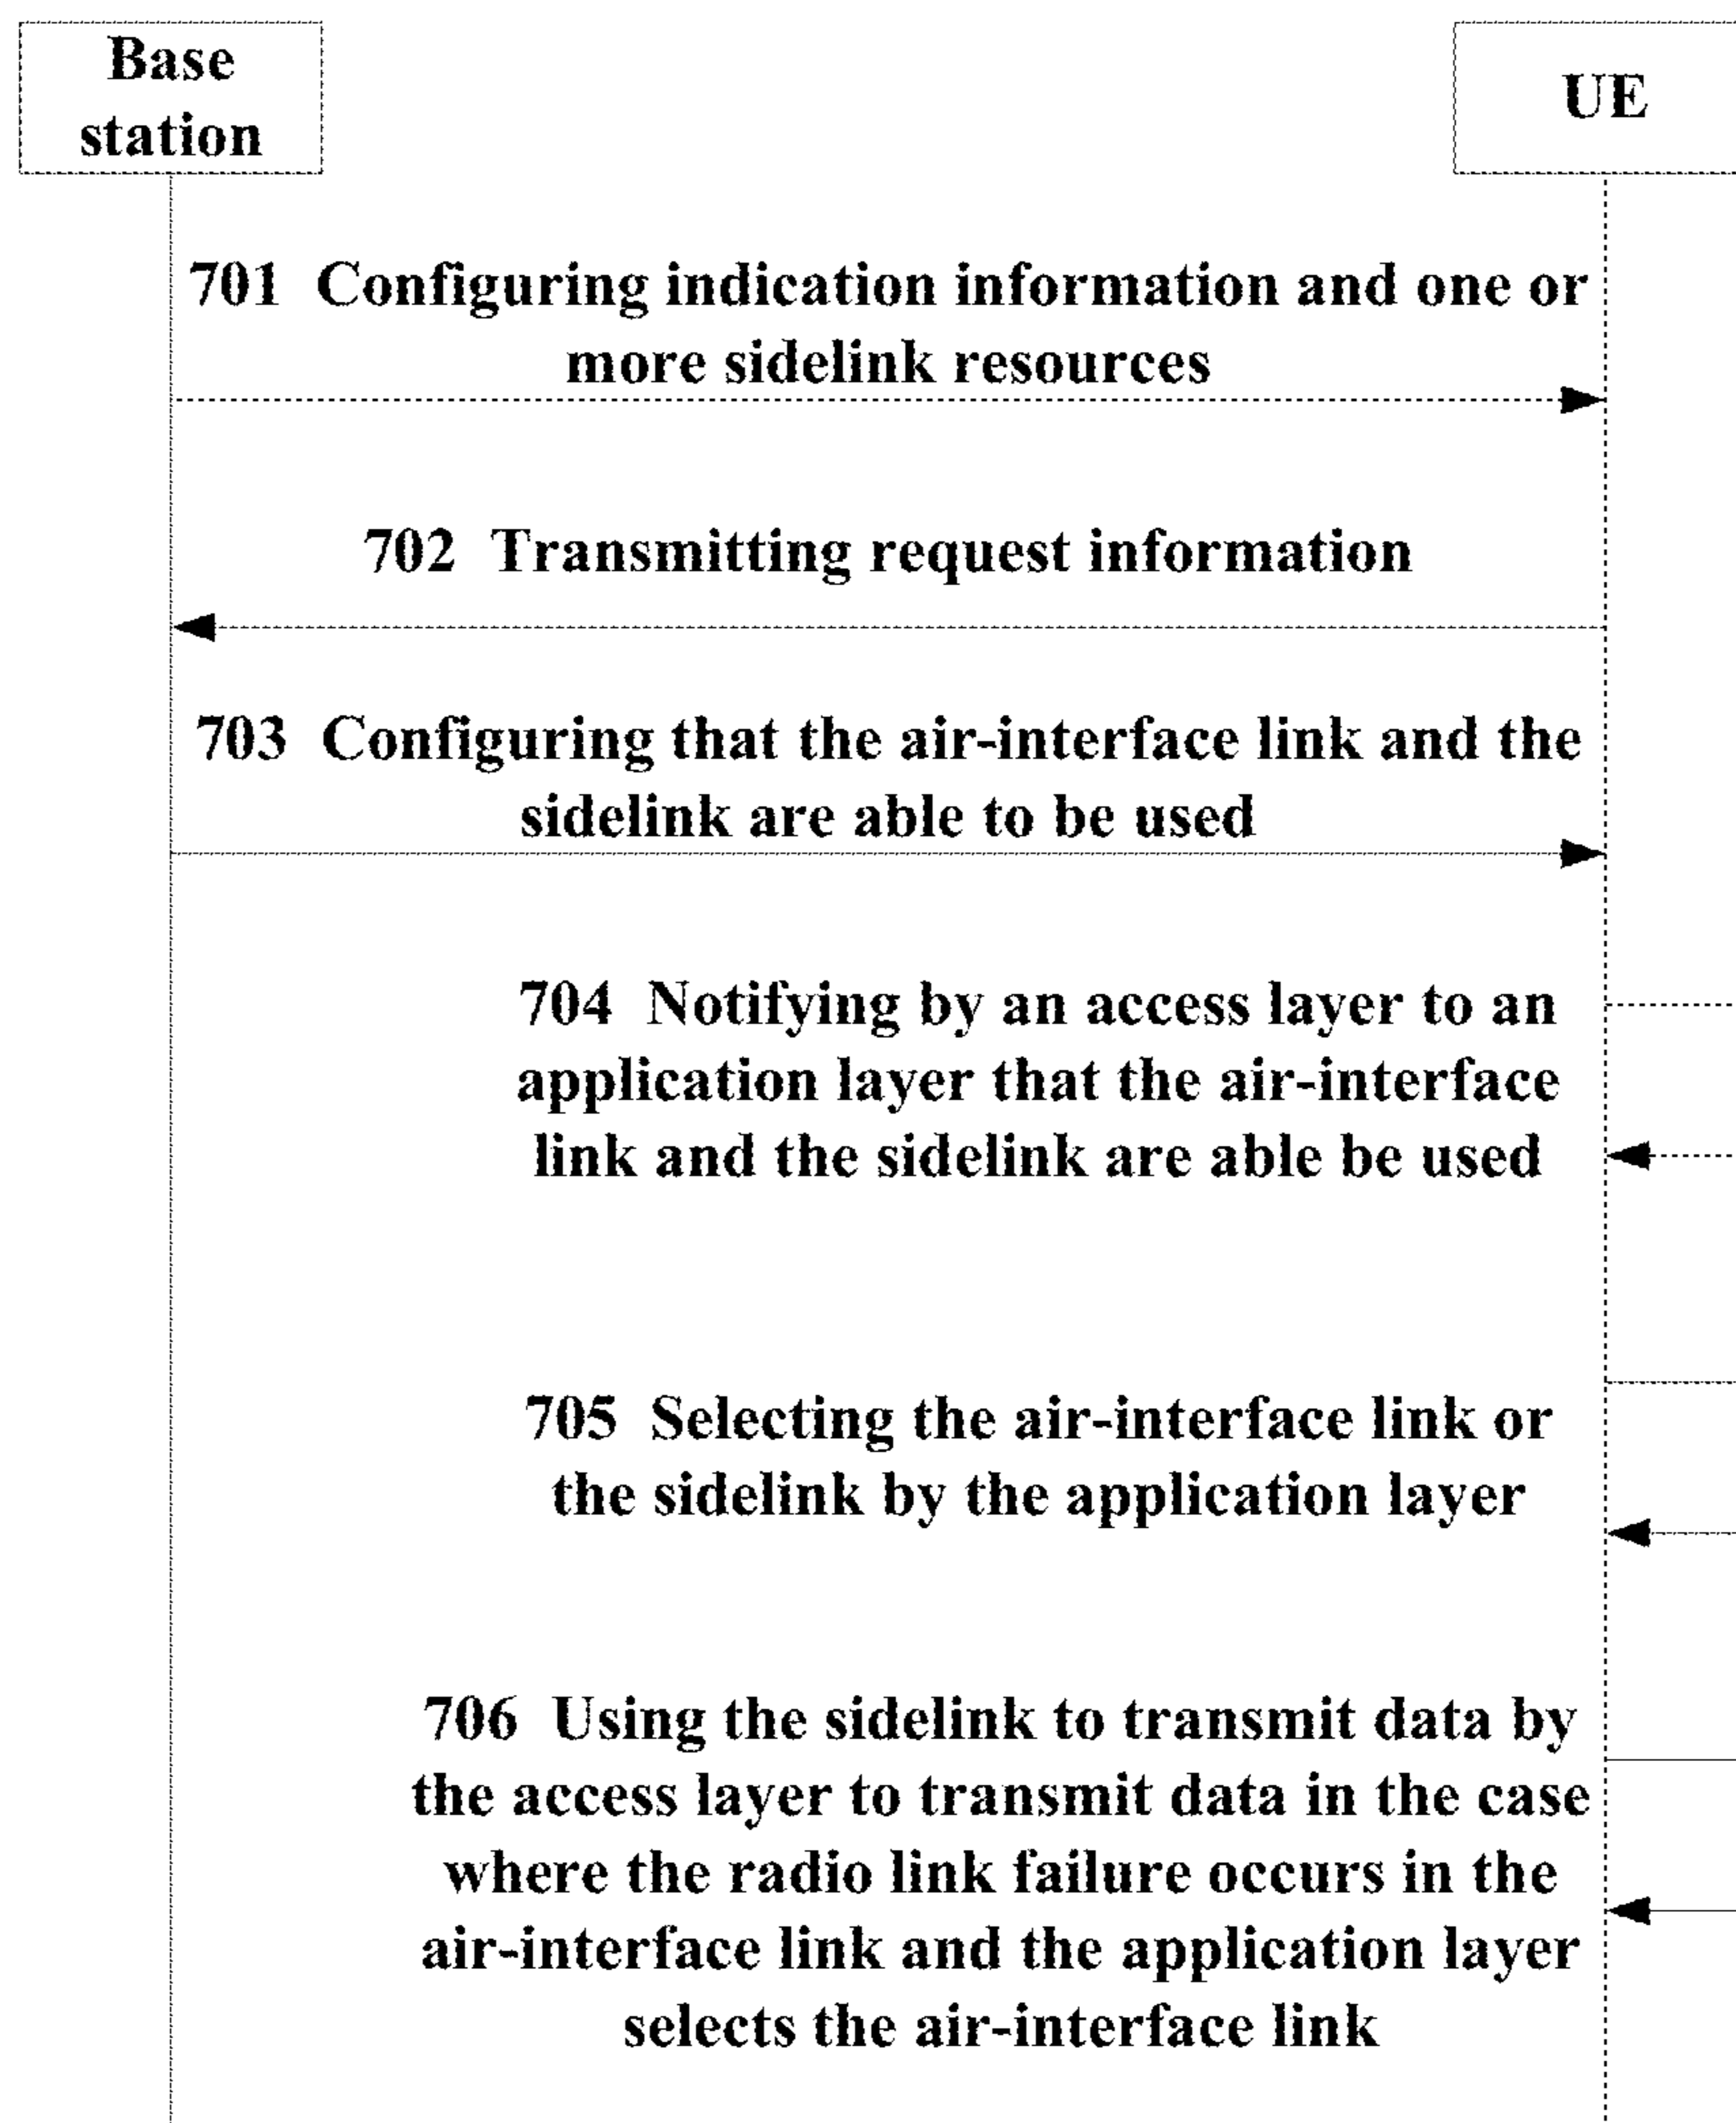 Base
station
UE
701 Configuring indication information and one or
more sidelink resources
702 Transmitting request information
703 Configuring that the air-interface link and the
sidelink are able to be used
704 Notifying by an access layer to an
application layer that the air-interface
link and the sidelink are able be used
705 Selecting the air-interface link or
the sidelink by the application layer
706 Using the sidelink to transmit data by
the access layer to transmit data in the case
where the radio link failure occurs in the
air-interface link and the application layer
selects the air-interface link